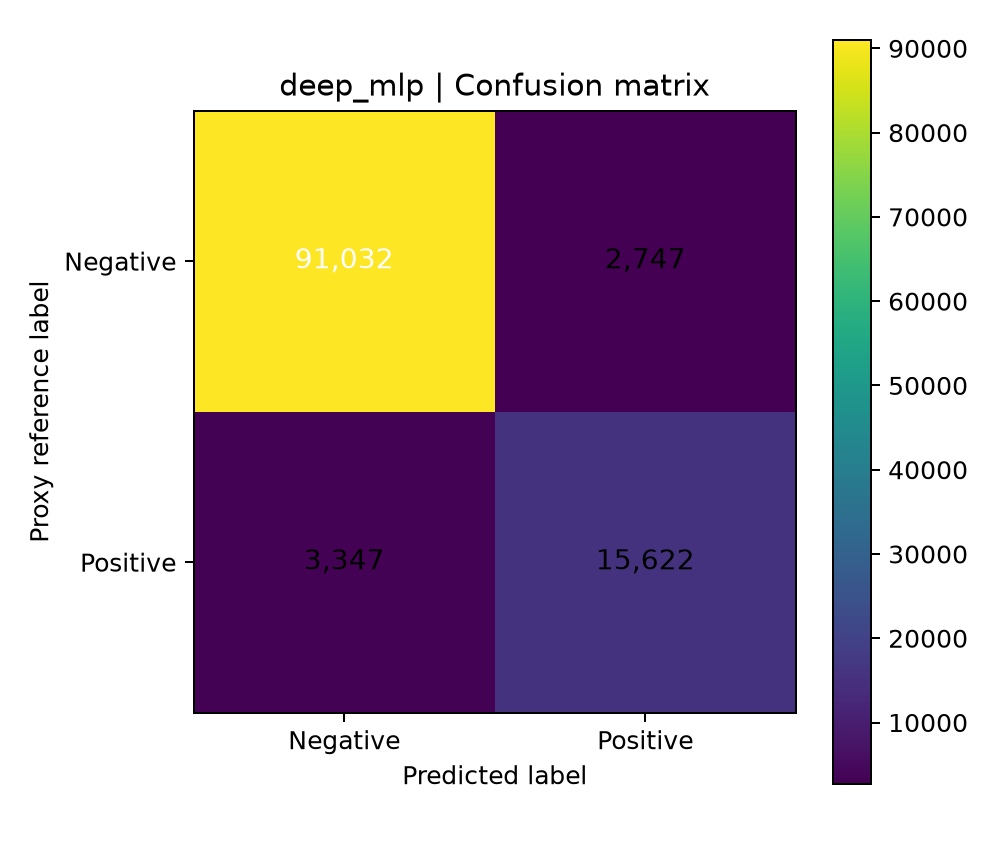 deep_mlp | Confusion matrix
Proxy reference label
Negative
Positive
91,032
2,747
3,347
15,622
Negative
Positive
Predicted label
90000
80000
70000
60000
50000
40000
30000
20000
10000